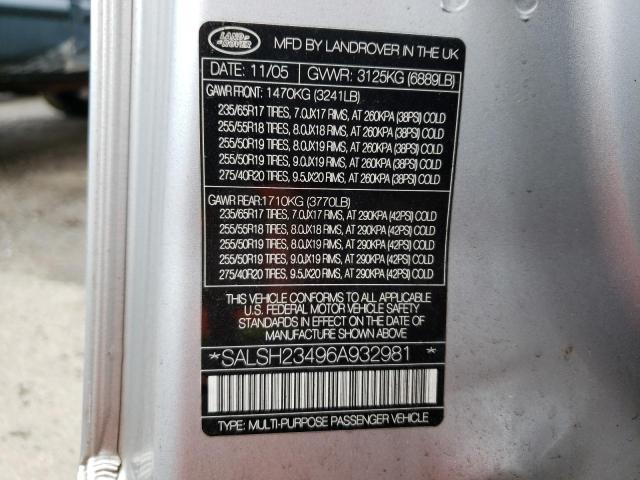 LAND ROVER
MFD BY LANDROVER IN THE UK
DATE: 11/05 GVWR: 3125KG (6889LB)
GAWR FRONT: 1470KG (3241LB)
235/65R17 TIRES, 7.0JX17 RIMS, AT 260KPA (38PSI) COLD
255/55R18 TIRES, 8.0JX18 RIMS, AT 260KPA (38PSI) COLD
255/50R19 TIRES, 8.0JX19 RIMS, AT 260KPA (38PSI) COLD
255/50R19 TIRES, 9.0JX19 RIMS, AT 260KPA (38PSI) COLD
275/40R20 TIRES, 9.5JX20 RIMS, AT 260KPA (38PSI) COLD
GAWR REAR: 1710KG (3770LB)
235/65R17 TIRES, 7.0JX17 RIMS, AT 290KPA (42PSI) COLD
255/55R18 TIRES, 8.0JX18 RIMS, AT 290KPA (42PSI) COLD
255/50R19 TIRES, 8.0JX19 RIMS, AT 290KPA (42PSI) COLD
255/50R19 TIRES, 9.0JX19 RIMS, AT 290KPA (42PSI) COLD
275/40R20 TIRES, 9.5JX20 RIMS, AT 290KPA (42PSI) COLD
THIS VEHICLE CONFORMS TO ALL APPLICABLE
U.S. FEDERAL MOTOR VEHICLE SAFETY
STANDARDS IN EFFECT ON THE DATE OF
MANUFACTURE SHOWN ABOVE.
*SALSH23496A932981 *
TYPE: MULTI-PURPOSE PASSENGER VEHICLE